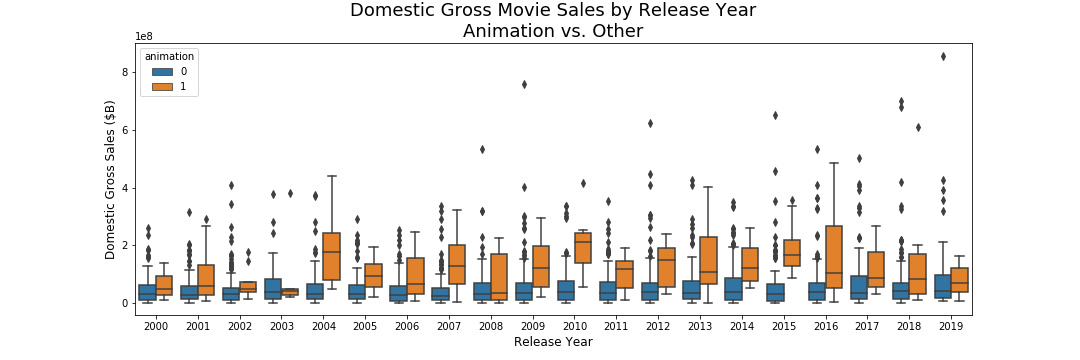 Domestic Gross Movie Sales by Release Year
Animation vs. Other
1e8
animation
0
1
8
6
4
2
0
Domestic Gross Sales ($B)
2000 2001 2002 2003 2004 2005 2006 2007 2008 2009 2010 2011 2012 2013 2014 2015 2016 2017 2018 2019
Release Year